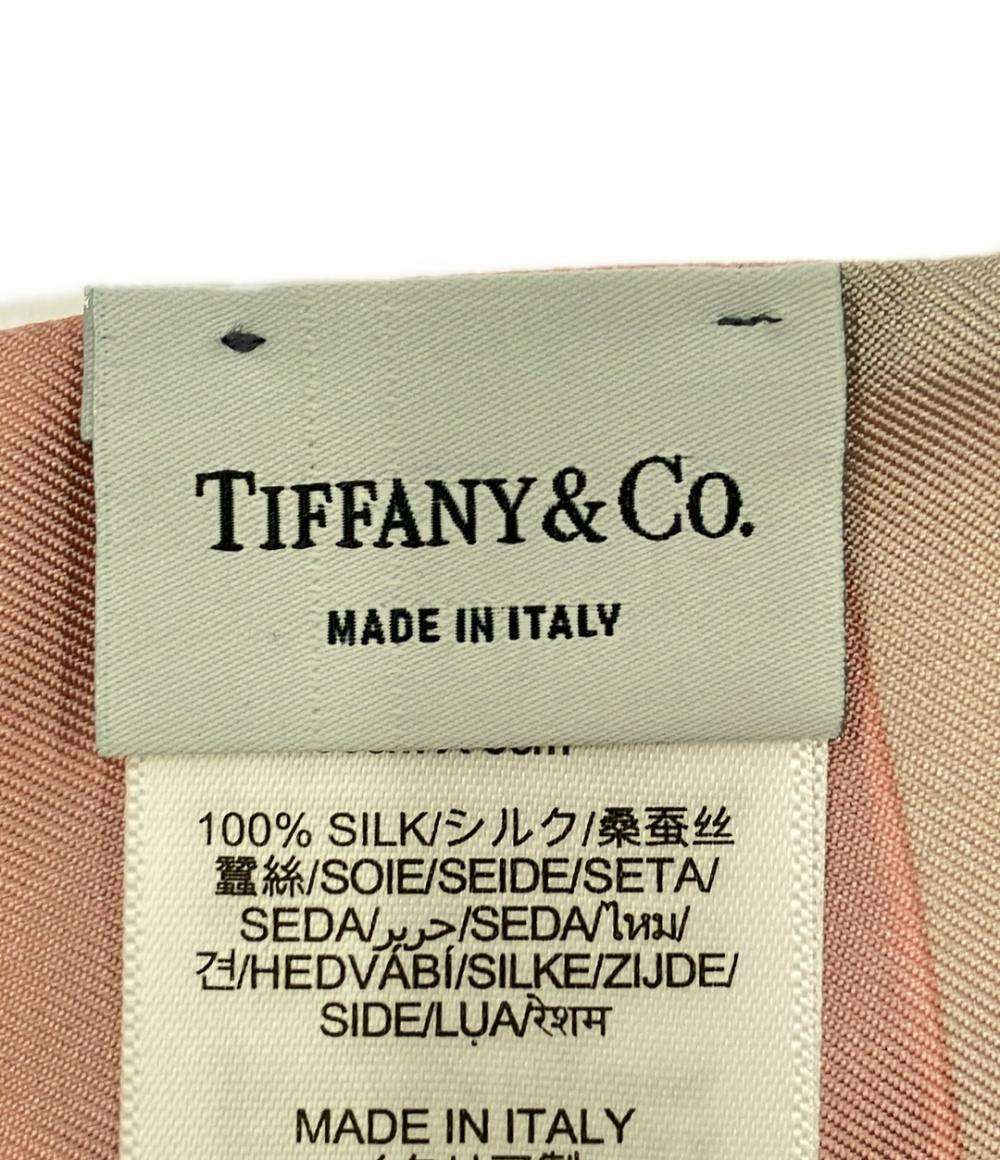 TIFFANY & CO.
MADE IN ITALY
100% SILK/シルク/桑蚕丝
蠶絲/SOIE/SEIDE/SETA/
SEDA/حرير/SEDA/ไหม/
견/HEDVÁBÍ/SILKE/ZIJDE/
SIDE/LỤA/रेशम
MADE IN ITALY